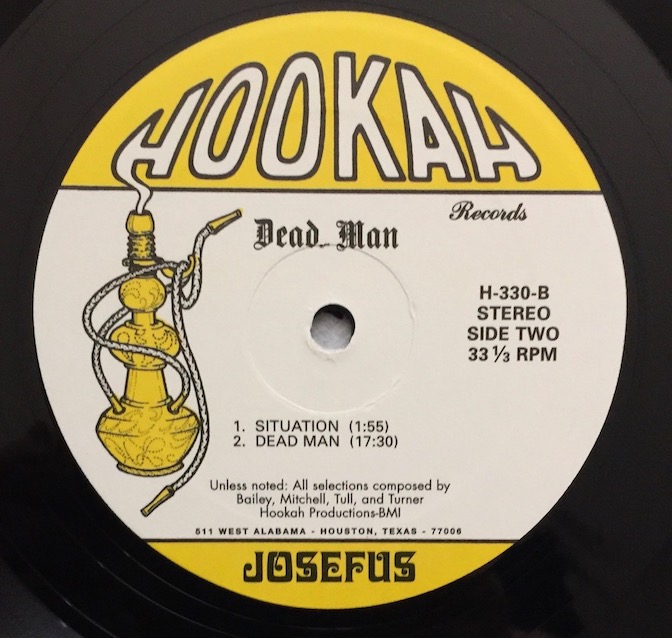 HOOKAH
Records
Dead Man
H-330-B
STEREO
SIDE TWO
33 1/3 RPM
1. SITUATION (1:55)
2. DEAD MAN (17:30)
Unless noted: All selections composed by
Bailey, Mitchell, Tull, and Turner
Hookah Productions-BMI
511 WEST ALABAMA - HOUSTON, TEXAS - 77006
JOSEFUS